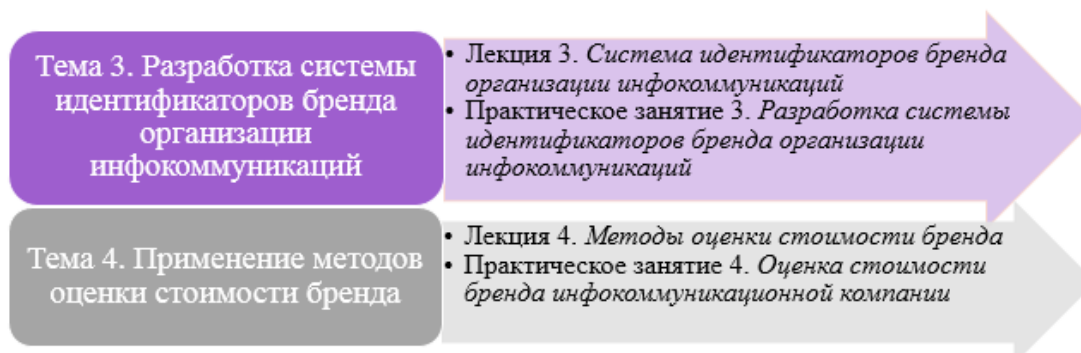 Тема 3. Разработка системы
идентификаторов бренда
организации
инфокоммуникаций
• Лекция 3. Система идентификаторов бренда
организации инфокоммуникаций
• Практическое занятие 3. Разработка системы
идентификаторов бренда организации
инфокоммуникаций
Тема 4. Применение методов
оценки стоимости бренда
• Лекция 4. Методы оценки стоимости бренда
• Практическое занятие 4. Оценка стоимости
бренда инфокоммуникационной компании